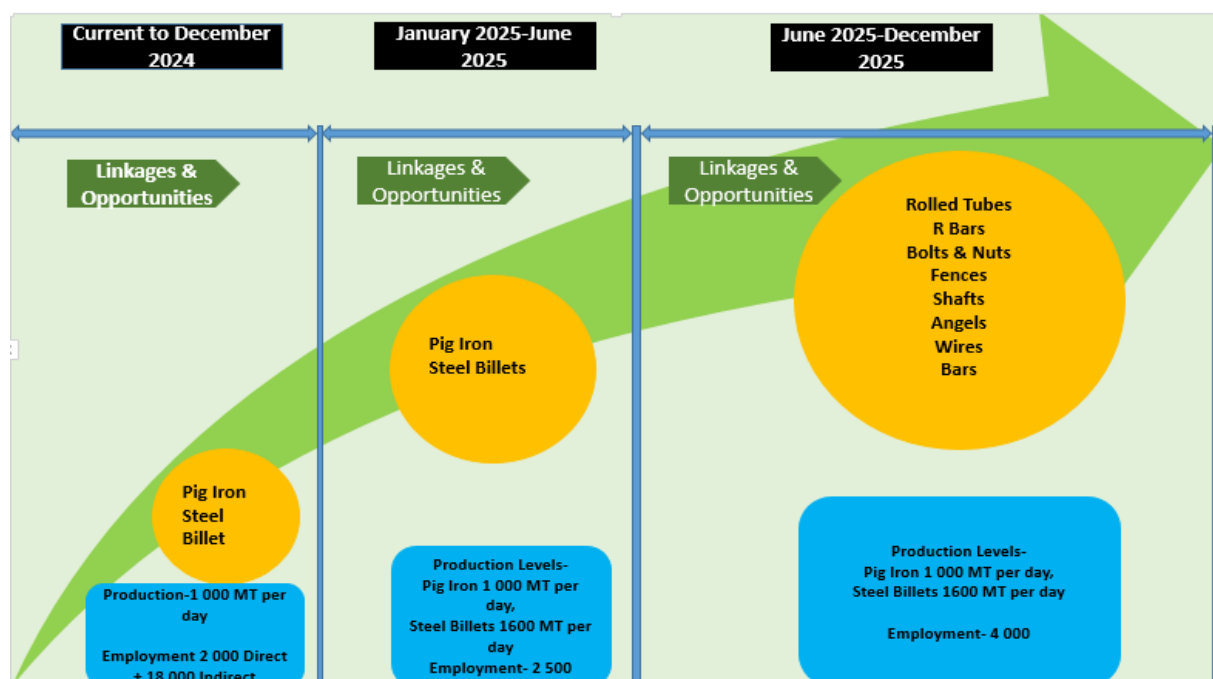 Current to December
2024
January 2025-June
2025
June 2025-December
2025
Linkages &
Opportunities
Linkages &
Opportunities
Linkages &
Opportunities
Pig Iron
Steel
Billet
Production-1 000 MT per
day
Employment 2 000 Direct
+ 18 000 Indirect
Pig Iron
Steel Billets
Production Levels-
Pig Iron 1 000 MT per
day,
Steel Billets 1600 MT per
day
Employment- 2 500
Rolled Tubes
R Bars
Bolts & Nuts
Fences
Shafts
Angels
Wires
Bars
Production Levels-
Pig Iron 1 000 MT per day,
Steel Billets 1600 MT per day
Employment- 4 000